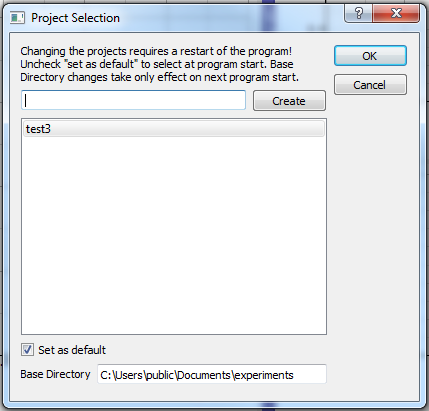 Project Selection
Changing the projects requires a restart of the program!
Uncheck "set as default" to select at program start. Base
Directory changes take only effect on next program start.
OK
Cancel
Create
test3
Set as default
Base Directory C:\Users\public\Documents\experiments